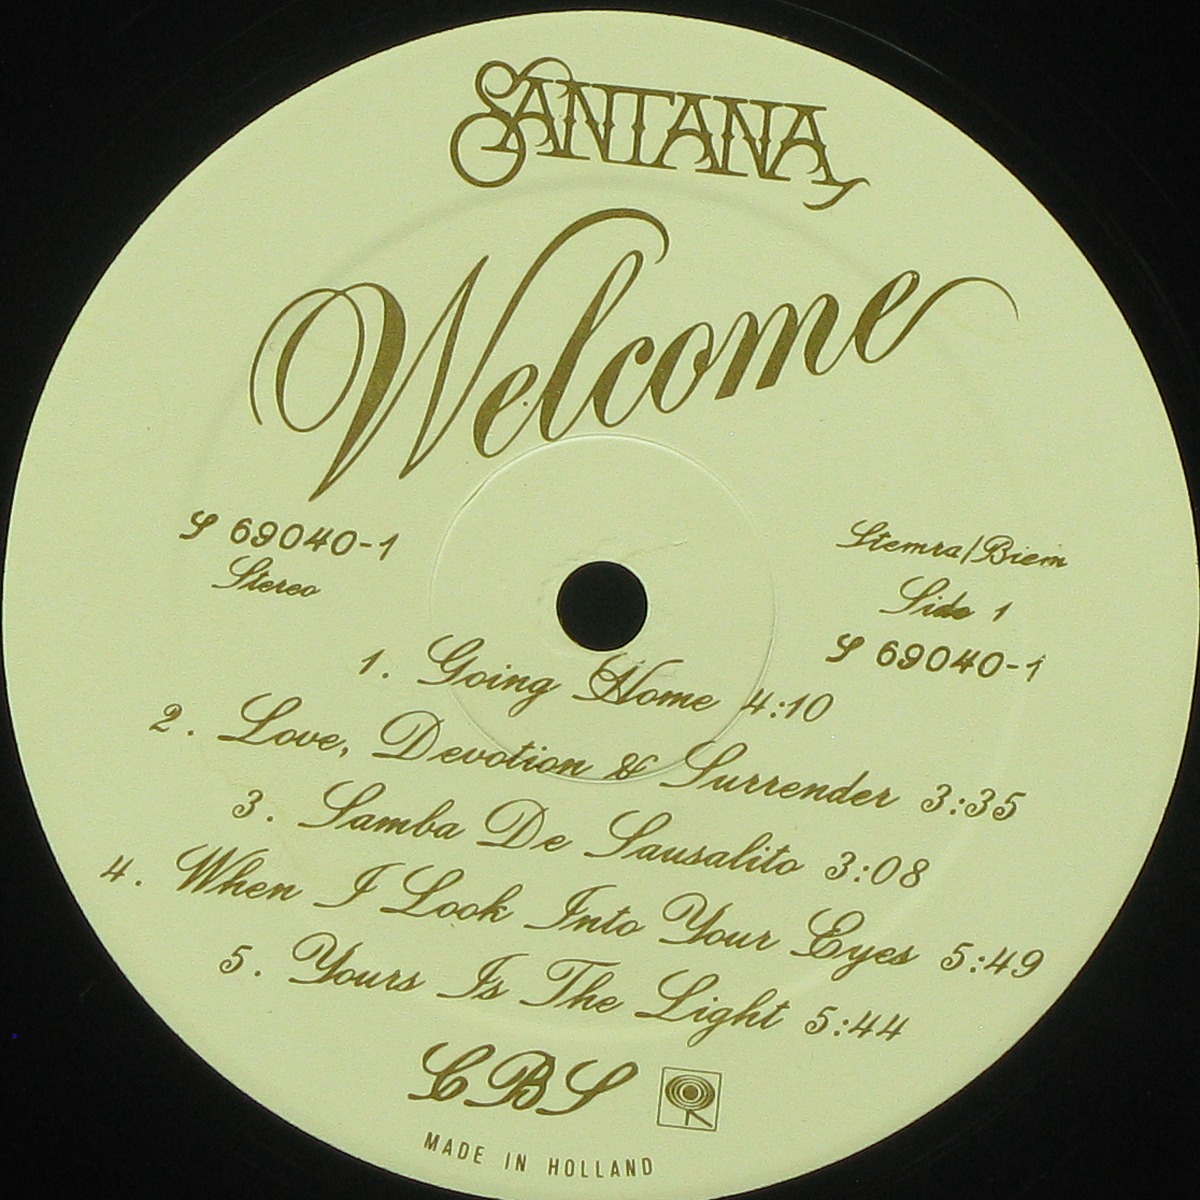 SANTANA
Welcome
S 69040-1
Stereo
Stemra/Biem
Side 1
S 69040-1
1. Going Home 4:10
2. Love, Devotion & Surrender 3:35
3. Samba De Sausalito 3:08
4. When I Look Into Your Eyes 5:49
5. Yours Is The Light 5:44
CBS
MADE IN HOLLAND